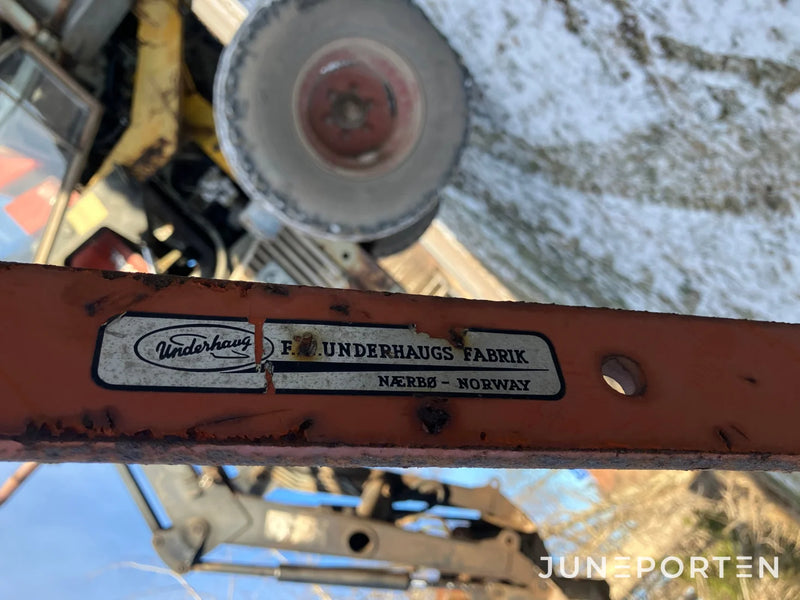 Underhaug
F. UNDERHAUGS FABRIK
NÆRBØ - NORWAY
JUNEPORTEN